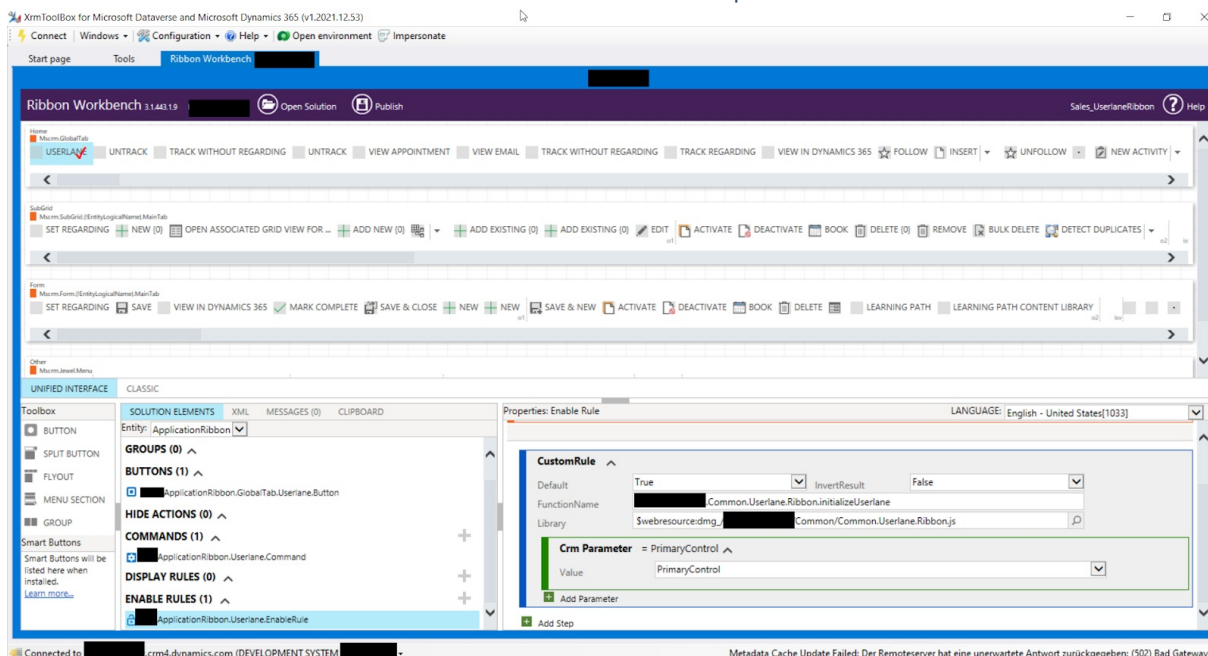 XrmToolBox for Microsoft Dataverse and Microsoft Dynamics 365 (v1.2021.12.53)
Connect Windows Configuration Help Open environment Impersonate
Start page Tools Ribbon Workbench
Ribbon Workbench 3.1.443.1.9 Open Solution Publish Sales_UserlaneRibbon Help
Home
Mscrm.GlobalTab
USERLANE UNTRACK TRACK WITHOUT REGARDING UNTRACK VIEW APPOINTMENT VIEW EMAIL TRACK WITHOUT REGARDING TRACK REGARDING VIEW IN DYNAMICS 365 FOLLOW INSERT UNFOLLOW NEW ACTIVITY
SubGrid
Mscrm.SubGrid.{!EntityLogicalName}.MainTab
SET REGARDING NEW {0} OPEN ASSOCIATED GRID VIEW FOR ... ADD NEW {0} ADD EXISTING {0} ADD EXISTING {0} EDIT ACTIVATE DEACTIVATE BOOK DELETE {0} REMOVE BULK DELETE DETECT DUPLICATES
Form
Mscrm.Form.{!EntityLogicalName}.MainTab
SET REGARDING SAVE VIEW IN DYNAMICS 365 MARK COMPLETE SAVE & CLOSE NEW NEW SAVE & NEW ACTIVATE DEACTIVATE BOOK DELETE LEARNING PATH LEARNING PATH CONTENT LIBRARY
Other
Mscrm.Jewel.Menu
UNIFIED INTERFACE CLASSIC
Toolbox SOLUTION ELEMENTS XML MESSAGES (0) CLIPBOARD Properties: Enable Rule LANGUAGE: English - United States[1033]
BUTTON Entity: ApplicationRibbon
SPLIT BUTTON GROUPS (0) CustomRule
FLYOUT BUTTONS (1) Default True InvertResult False
MENU SECTION ApplicationRibbon.GlobalTab.Userlane.Button FunctionName .Common.Userlane.Ribbon.initializeUserlane
GROUP HIDE ACTIONS (0) Library $webresource:dmg_/ Common/Common.Userlane.Ribbon.js
Smart Buttons COMMANDS (1) Crm Parameter = PrimaryControl
Smart Buttons will be listed here when installed. ApplicationRibbon.Userlane.Command Value PrimaryControl
Learn more... DISPLAY RULES (0)
ENABLE RULES (1) Add Parameter
ApplicationRibbon.Userlane.EnableRule Add Step
Connected to .crm4.dynamics.com (DEVELOPMENT SYSTEM Metadata Cache Update Failed: Der Remoteserver hat eine unerwartete Antwort zurückgegeben: (502) Bad Gateway